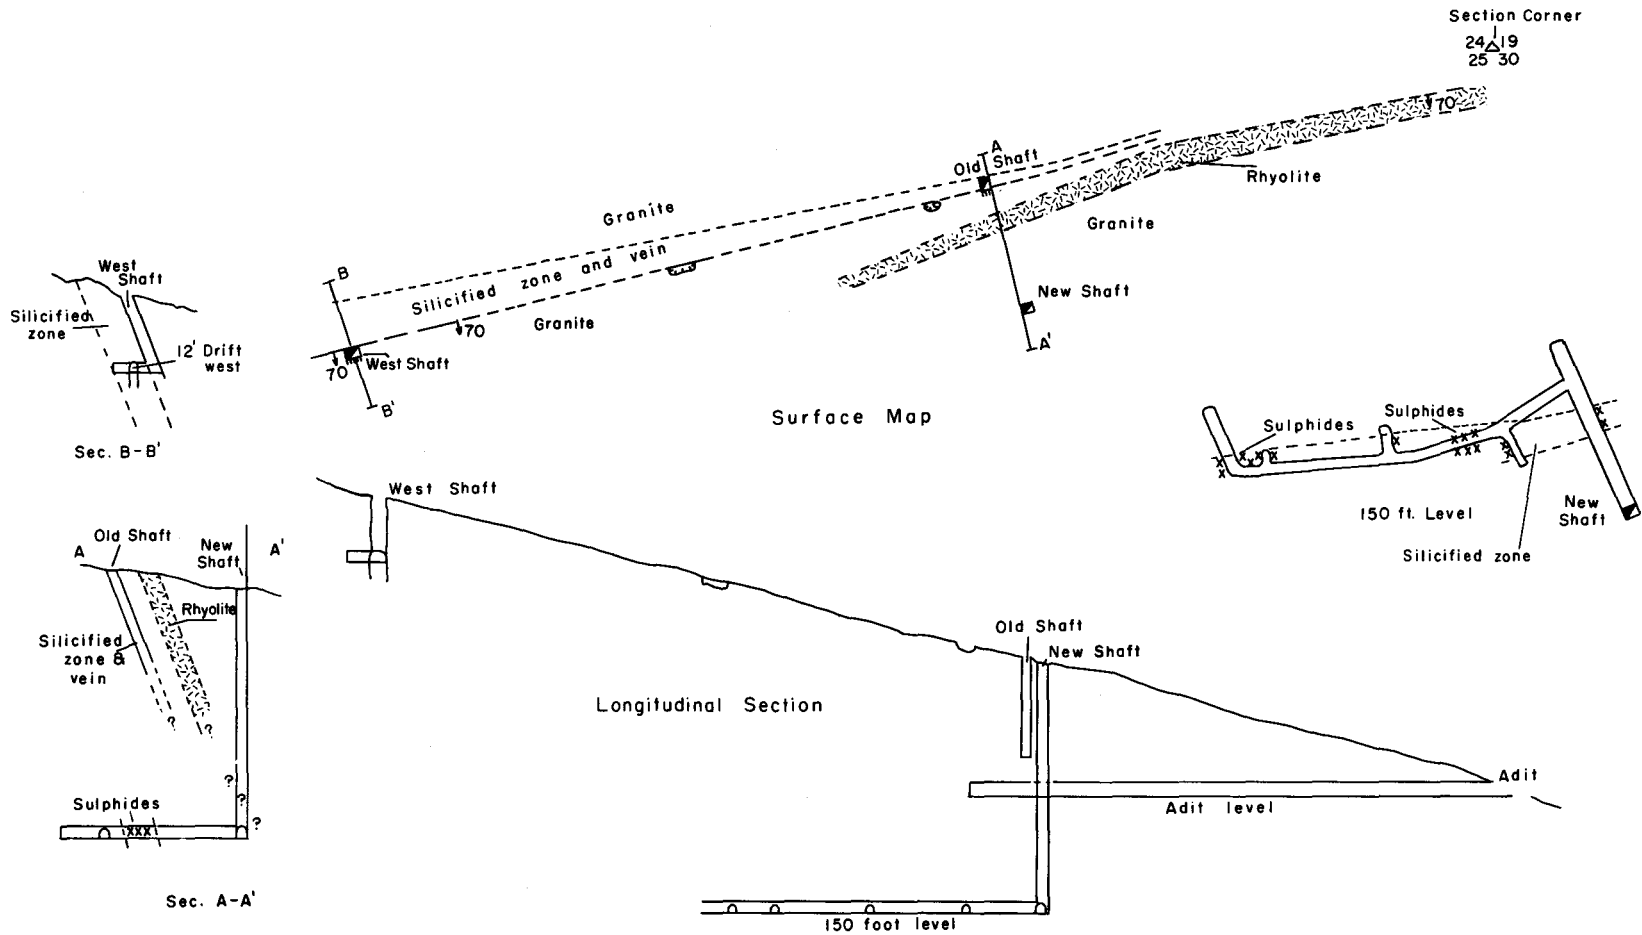 Section Corner
24 19
25 30
70
A
Old Shaft
Rhyolite
Granite
Granite
Silicified zone and vein
Granite
New Shaft
A'
B
70
70
West Shaft
B'
Surface Map
West
Shaft
Silicified
zone
12' Drift
west
Sec. B-B'
Sulphides
Sulphides
150 ft. Level
New
Shaft
Silicified zone
A
Old Shaft
New
Shaft
A'
Rhyolite
Silicified
zone &
vein
?
?
?
?
?
Sulphides
xxx
Sec. A-A'
West Shaft
Old Shaft
New Shaft
Longitudinal Section
Adit
Adit level
150 foot level